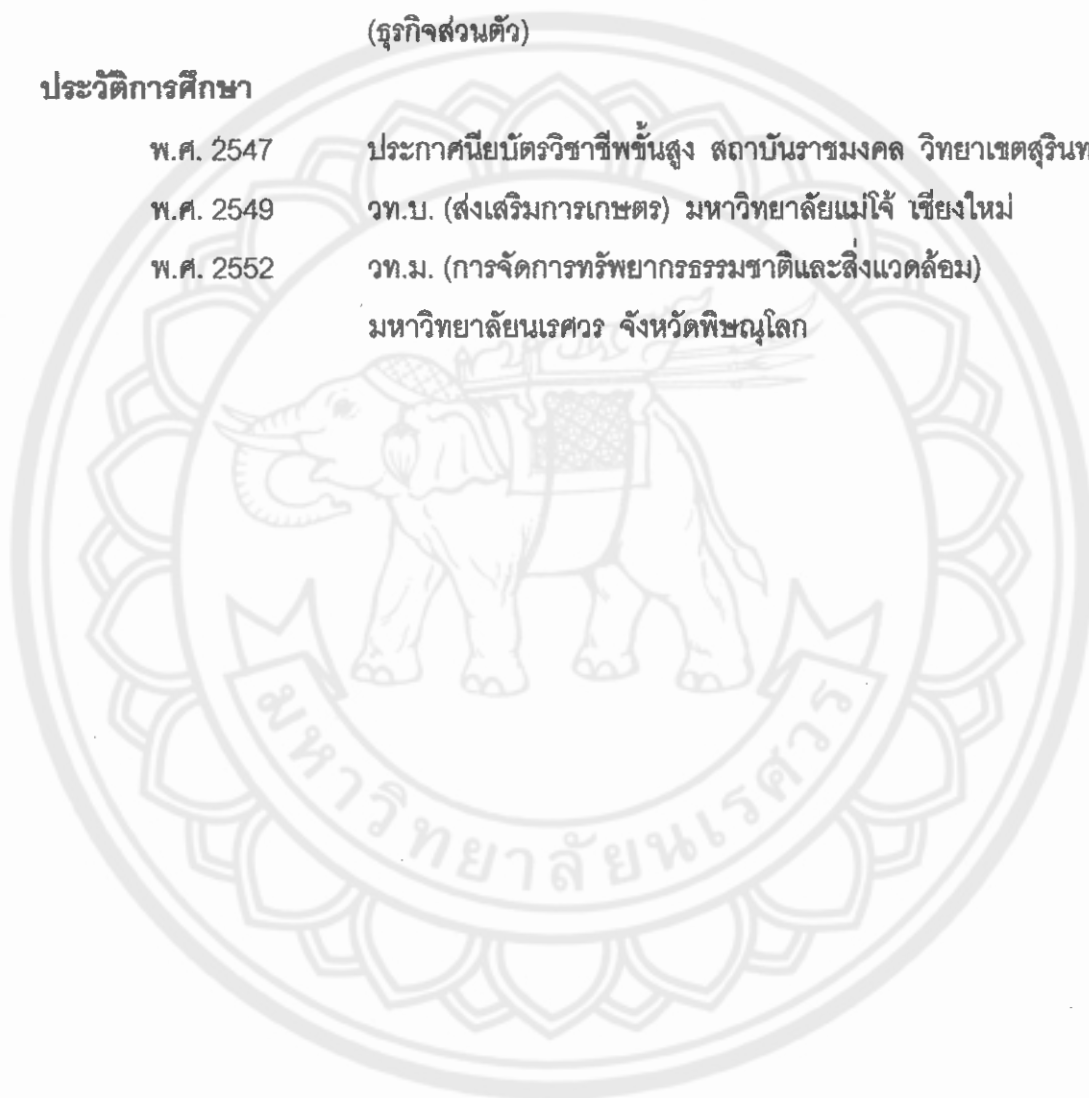 (ธุรกิจส่วนตัว)
ประวัติการศึกษา
พ.ศ. 2547 ประกาศนียบัตรวิชาชีพชั้นสูง สถาบันราชมงคล วิทยาเขตสุรินท
พ.ศ. 2549 วท.บ. (ส่งเสริมการเกษตร) มหาวิทยาลัยแม่โจ้ เชียงใหม่
พ.ศ. 2552 วท.ม. (การจัดการทรัพยากรธรรมชาติและสิ่งแวดล้อม)
มหาวิทยาลัยนเรศวร จังหวัดพิษณุโลก
มหาวิทยาลัยนเรศวร